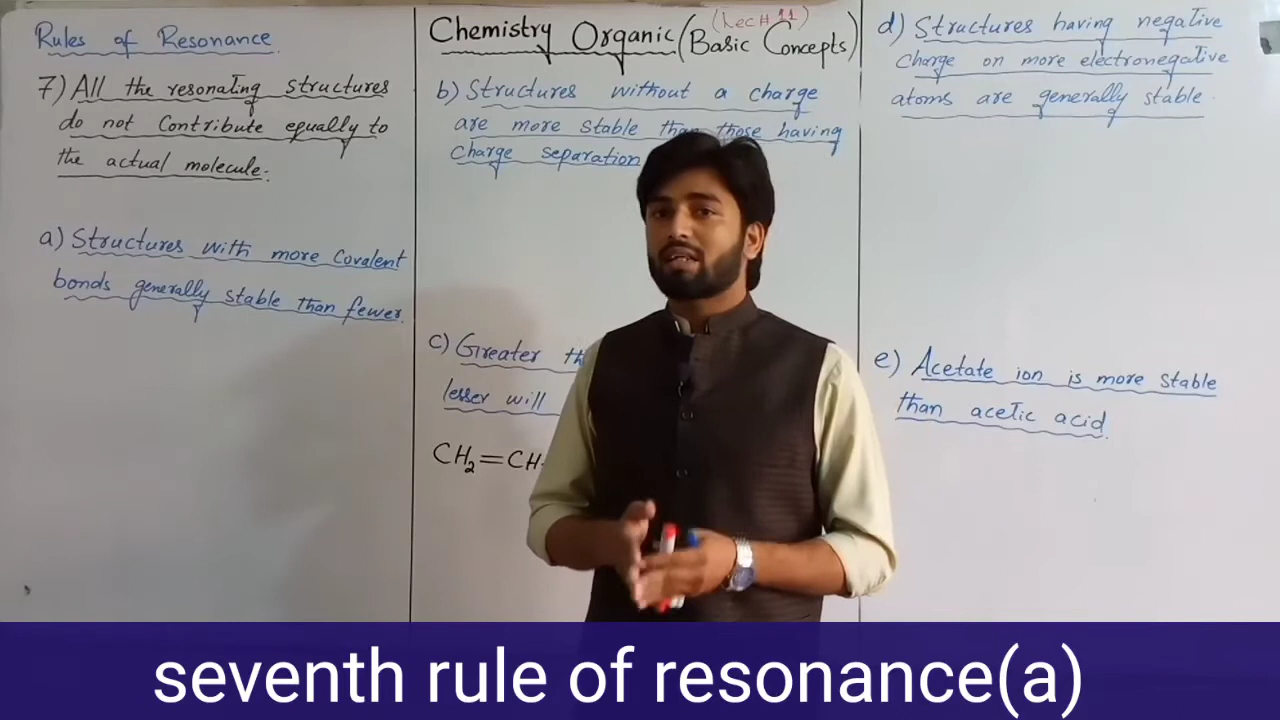 Rules of Resonance.
7) All the resonating structures
do not contribute equally to
the actual molecule:
a) Structures with more covalent
bonds generally stable than fewer.
(Lec # 11)
Chemistry Organic (Basic Concepts)
b) Structures without a charge
are more stable than those having
charge separation
c) Greater
lesser will
CH₂=CH-
d) Structures having negative
charge on more electronegative
atoms are generally stable.
e) Acetate ion is more stable
than acetic acid.
seventh rule of resonance(a)